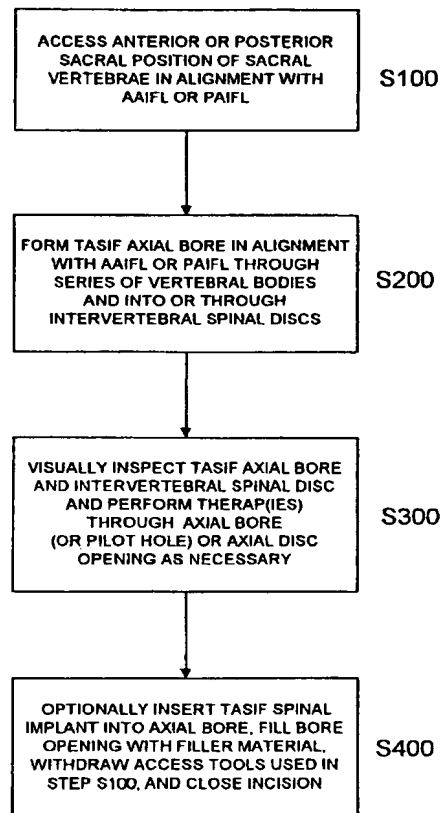 ACCESS ANTERIOR OR POSTERIOR
SACRAL POSITION OF SACRAL
VERTEBRAE IN ALIGNMENT WITH
AAIFL OR PAIFL
S100
FORM TASIF AXIAL BORE IN ALIGNMENT
WITH AAIFL OR PAIFL THROUGH
SERIES OF VERTEBRAL BODIES
AND INTO OR THROUGH
INTERVERTEBRAL SPINAL DISCS
S200
VISUALLY INSPECT TASIF AXIAL BORE
AND INTERVERTEBRAL SPINAL DISC
AND PERFORM THERAP(IES)
THROUGH AXIAL BORE
(OR PILOT HOLE) OR AXIAL DISC
OPENING AS NECESSARY
S300
OPTIONALLY INSERT TASIF SPINAL
IMPLANT INTO AXIAL BORE, FILL BORE
OPENING WITH FILLER MATERIAL,
WITHDRAW ACCESS TOOLS USED IN
STEP S100, AND CLOSE INCISION
S400